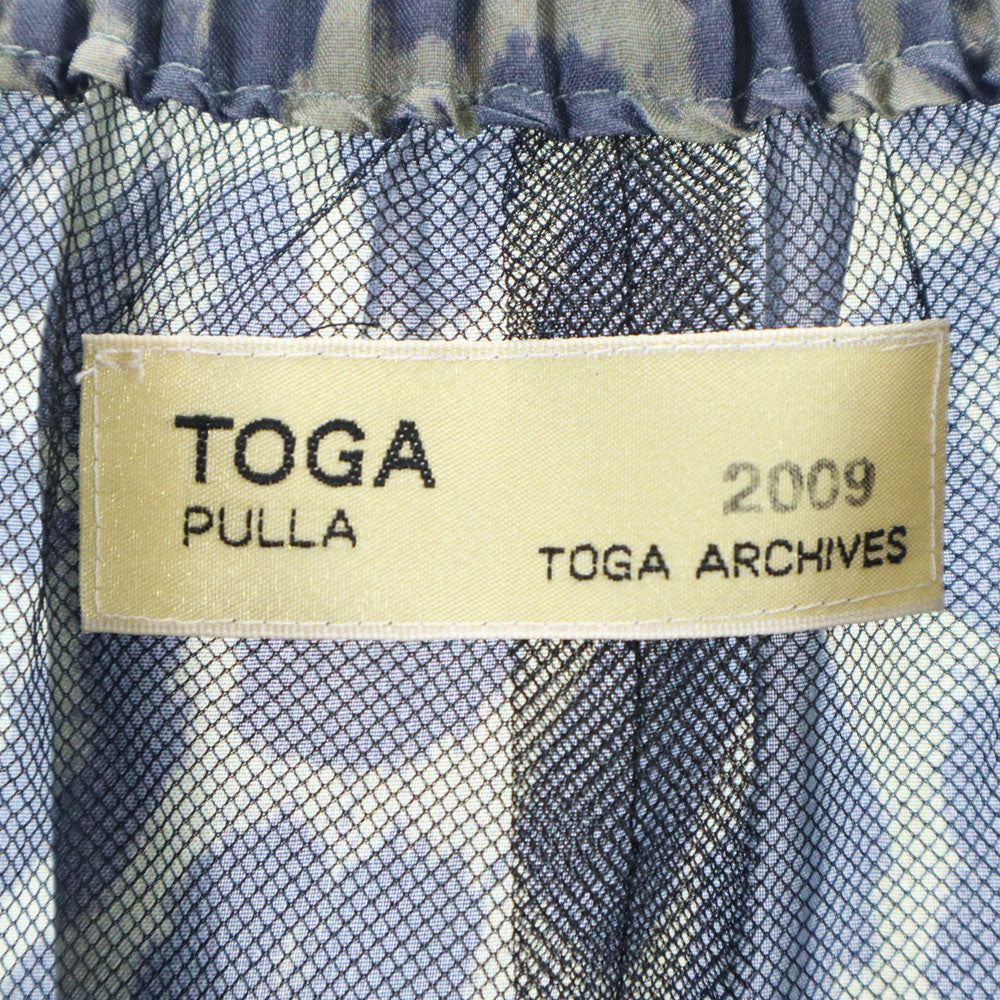 TOGA
PULLA
2009
TOGA ARCHIVES